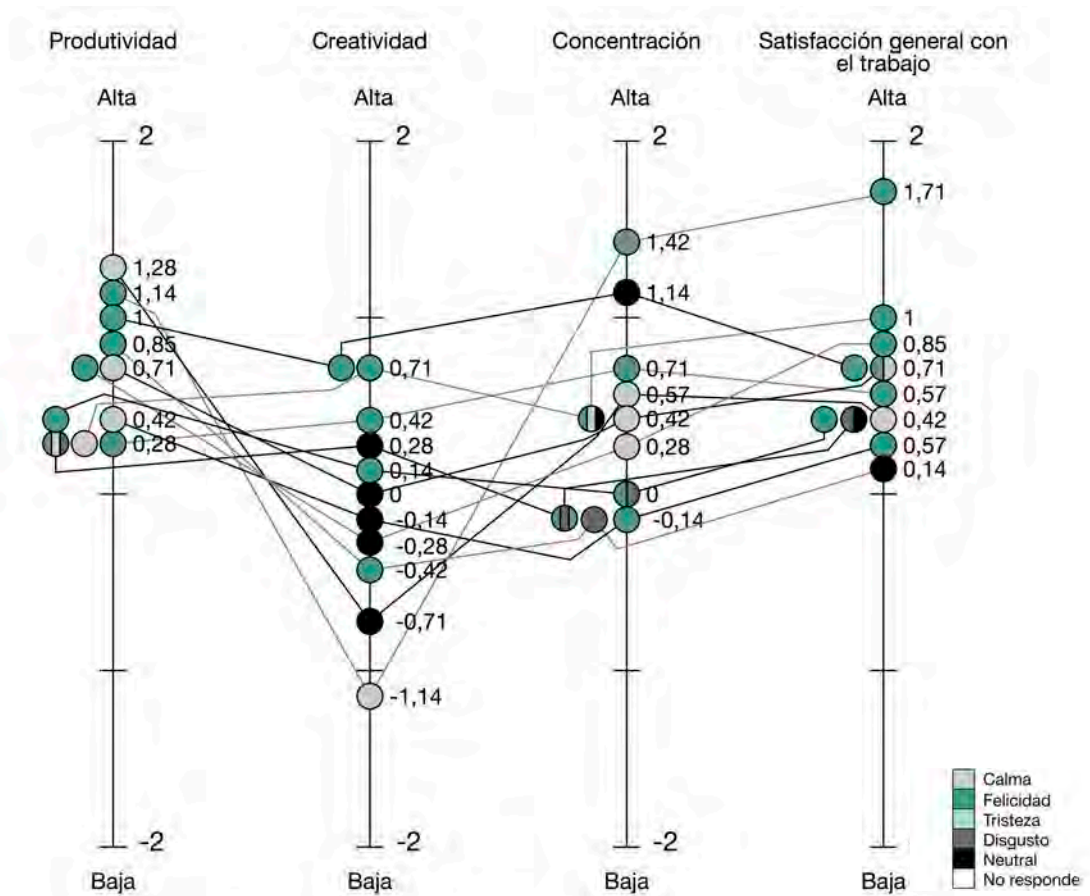 Produtividad
Creatividad
Concentración
Satisfacción general con
el trabajo
Alta
Alta
Alta
Alta
2
2
2
1,28
1,14
1
0,85
0,71
0,42
0,28
-2
Baja
0,71
0,42
0,28
0,14
0
-0,14
-0,28
-0,42
-0,71
-1,14
Baja
2
1,42
1,14
0,71
0,57
0,42
0,28
0
-0,14
-2
Baja
1,71
1
0,85
0,71
0,57
0,42
0,57
0,14
Baja
Calma
Felicidad
Tristeza
Disgusto
Neutral
No responde